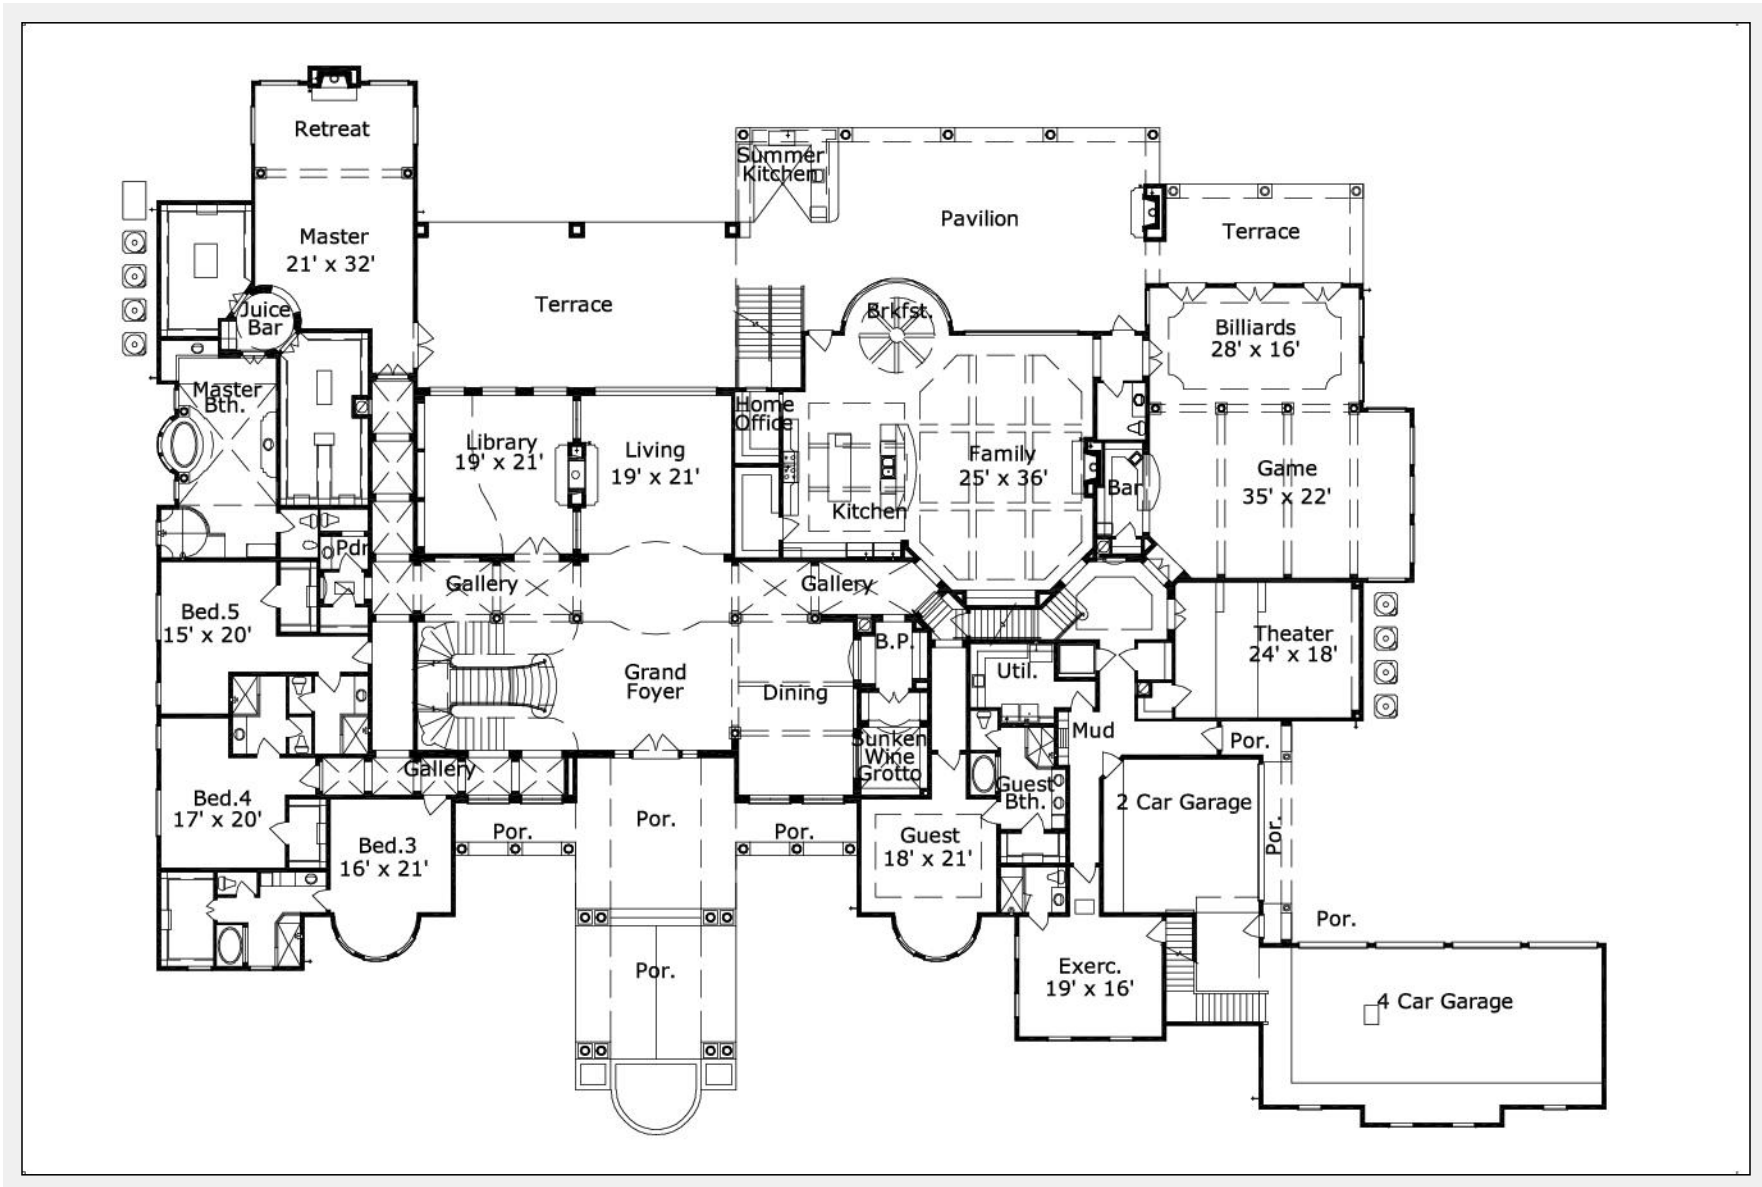 Retreat
Summer
Kitchen
Pavilion
Master
21' x 32'
Terrace
Terrace
Juice
Bar
Brkfst.
Billiards
28' x 16'
Master
Bth.
Home
Office
Library
19' x 21'
Living
19' x 21'
Family
25' x 36'
Kitchen
Bar
Game
35' x 22'
Pdr
Gallery
Gallery
Bed.5
15' x 20'
B.P.
Theater
24' x 18'
Grand
Foyer
Dining
Util.
Mud
Por.
Sunken
Wine
Grotto
Gallery
Guest
Bth.
Bed.4
17' x 20'
2 Car Garage
Por.
Por.
Por.
Guest
18' x 21'
Por.
Bed.3
16' x 21'
Por.
Por.
Exerc.
19' x 16'
4 Car Garage